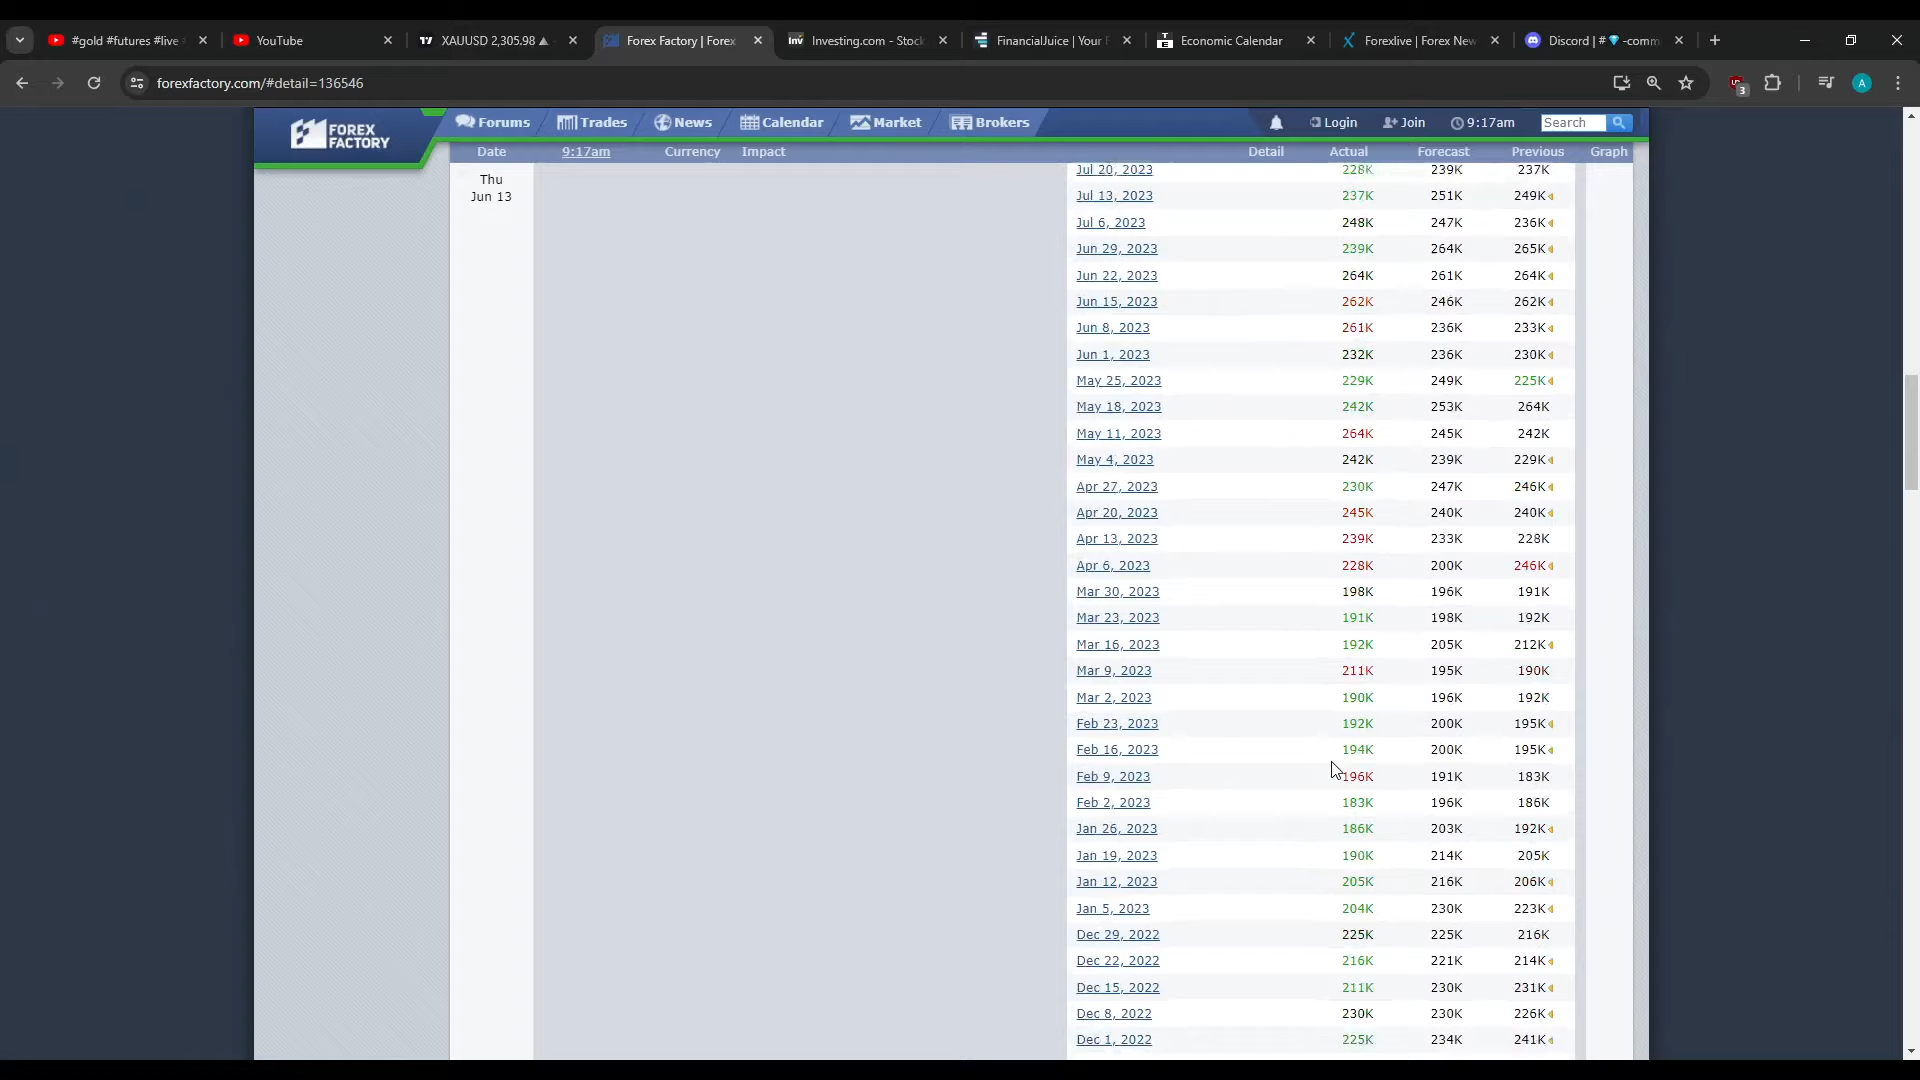 #gold #futures #live
YouTube
XAUUSD 2,305.98 ▲
Forex Factory | Forex
Investing.com - Stock
FinancialJuice | Your F
Economic Calendar
Forexlive | Forex New
Discord | # 💎 -comm
forexfactory.com/#detail=136546
3
A
FOREX FACTORY
Forums
Trades
News
Calendar
Market
Brokers
Login
Join
9:17am
Search
Date 9:17am Currency Impact Detail Actual Forecast Previous Graph
Thu
Jun 13
Jul 20, 2023 228K 239K 237K
Jul 13, 2023 237K 251K 249K
Jul 6, 2023 248K 247K 236K
Jun 29, 2023 239K 264K 265K
Jun 22, 2023 264K 261K 264K
Jun 15, 2023 262K 246K 262K
Jun 8, 2023 261K 236K 233K
Jun 1, 2023 232K 236K 230K
May 25, 2023 229K 249K 225K
May 18, 2023 242K 253K 264K
May 11, 2023 264K 245K 242K
May 4, 2023 242K 239K 229K
Apr 27, 2023 230K 247K 246K
Apr 20, 2023 245K 240K 240K
Apr 13, 2023 239K 233K 228K
Apr 6, 2023 228K 200K 246K
Mar 30, 2023 198K 196K 191K
Mar 23, 2023 191K 198K 192K
Mar 16, 2023 192K 205K 212K
Mar 9, 2023 211K 195K 190K
Mar 2, 2023 190K 196K 192K
Feb 23, 2023 192K 200K 195K
Feb 16, 2023 194K 200K 195K
Feb 9, 2023 196K 191K 183K
Feb 2, 2023 183K 196K 186K
Jan 26, 2023 186K 203K 192K
Jan 19, 2023 190K 214K 205K
Jan 12, 2023 205K 216K 206K
Jan 5, 2023 204K 230K 223K
Dec 29, 2022 225K 225K 216K
Dec 22, 2022 216K 221K 214K
Dec 15, 2022 211K 230K 231K
Dec 8, 2022 230K 230K 226K
Dec 1, 2022 225K 234K 241K